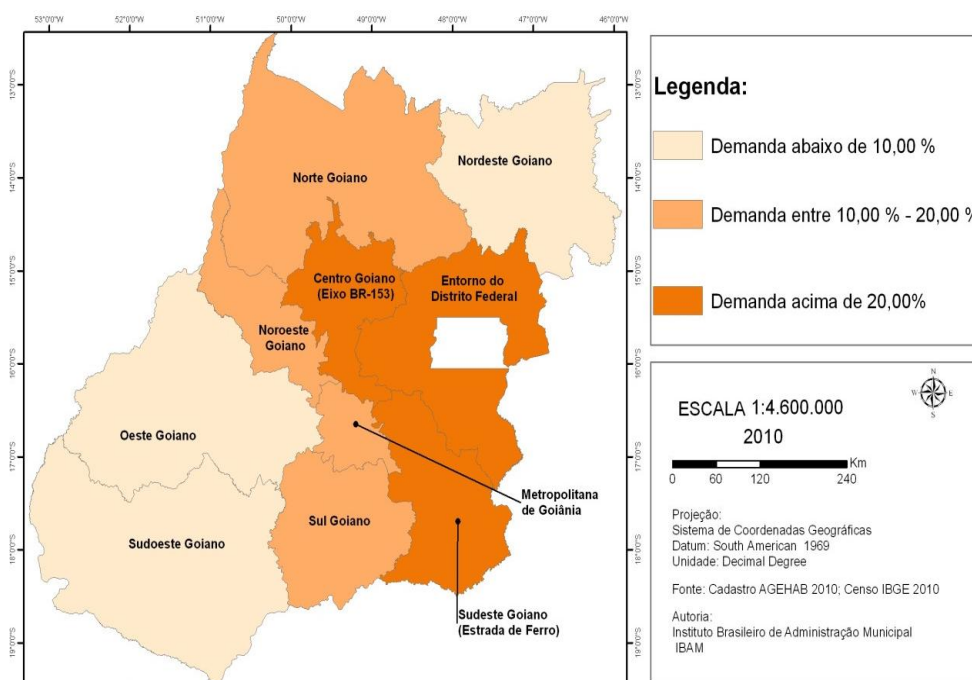 53°0'0"W 52°0'0"W 51°0'0"W 50°0'0"W 49°0'0"W 48°0'0"W 47°0'0"W 46°0'0"W
13°0'0"S
14°0'0"S
15°0'0"S
16°0'0"S
17°0'0"S
18°0'0"S
19°0'0"S
Nordeste Goiano
Norte Goiano
Centro Goiano
(Eixo BR-153)
Entorno do
Distrito Federal
Noroeste
Goiano
Oeste Goiano
Metropolitana
de Goiânia
Sul Goiano
Sudoeste Goiano
Sudeste Goiano
(Estrada de Ferro)
Legenda:
Demanda abaixo de 10,00 %
Demanda entre 10,00 % - 20,00 %
Demanda acima de 20,00%
N
W E
S
ESCALA 1:4.600.000
2010
Km
0 60 120 240
Projeção:
Sistema de Coordenadas Geográficas
Datum: South American 1969
Unidade: Decimal Degree
Fonte: Cadastro AGEHAB 2010; Censo IBGE 2010
Autoria:
Instituto Brasileiro de Administração Municipal
IBAM